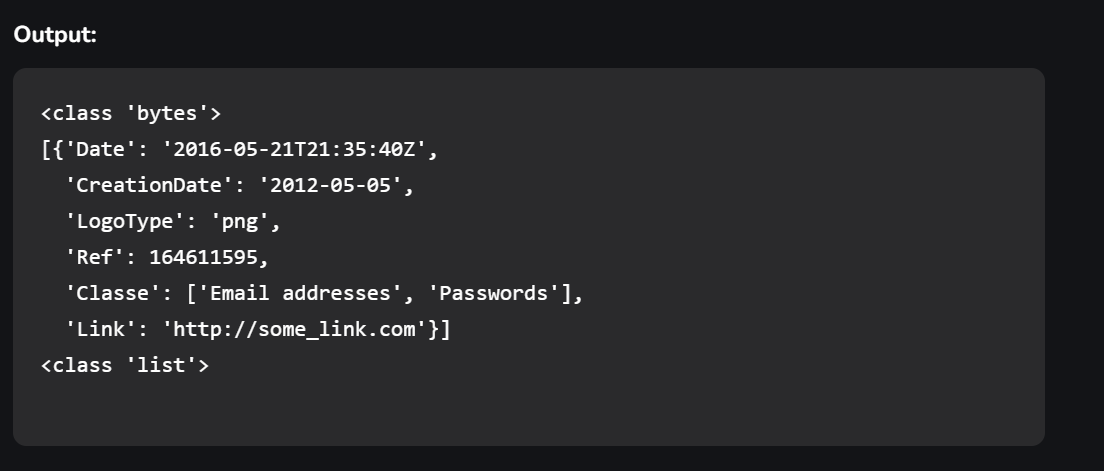 Output:
<class 'bytes'>
[{'Date': '2016-05-21T21:35:40Z',
  'CreationDate': '2012-05-05',
  'LogoType': 'png',
  'Ref': 164611595,
  'Classe': ['Email addresses', 'Passwords'],
  'Link': 'http://some_link.com'}]
<class 'list'>